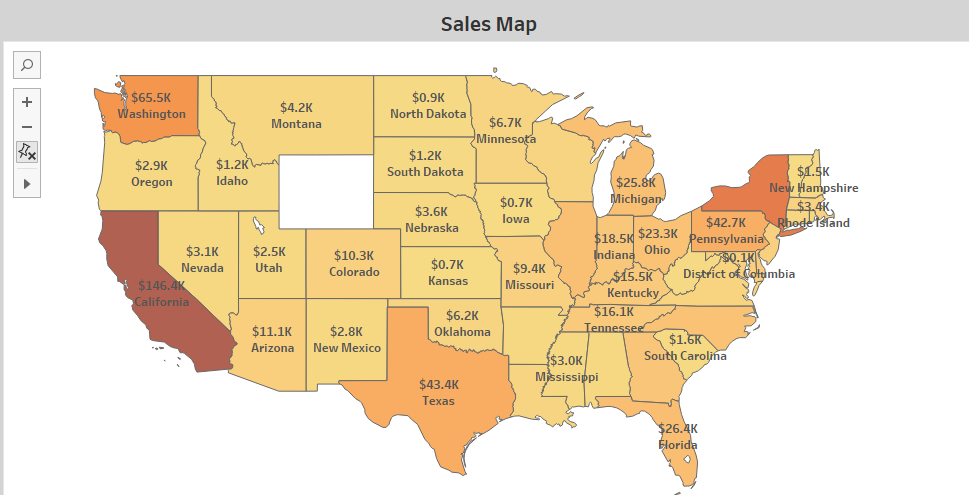 Sales Map
$65.5K
Washington
$4.2K
Montana
$0.9K
North Dakota
$6.7K
Minnesota
$2.9K
Oregon
$1.2K
Idaho
$1.2K
South Dakota
$25.8K
Michigan
$1.5K
New Hampshire
$3.4K
Rhode Island
$3.6K
Nebraska
$0.7K
Iowa
$18.5K
Indiana
$23.3K
Ohio
$42.7K
Pennsylvania
$3.1K
Nevada
$2.5K
Utah
$10.3K
Colorado
$0.7K
Kansas
$9.4K
Missouri
$15.5K
Kentucky
$0.1K
District of Columbia
$146.4K
California
$11.1K
Arizona
$2.8K
New Mexico
$6.2K
Oklahoma
$16.1K
Tennessee
$1.6K
South Carolina
$3.0K
Mississippi
$43.4K
Texas
$26.4K
Florida